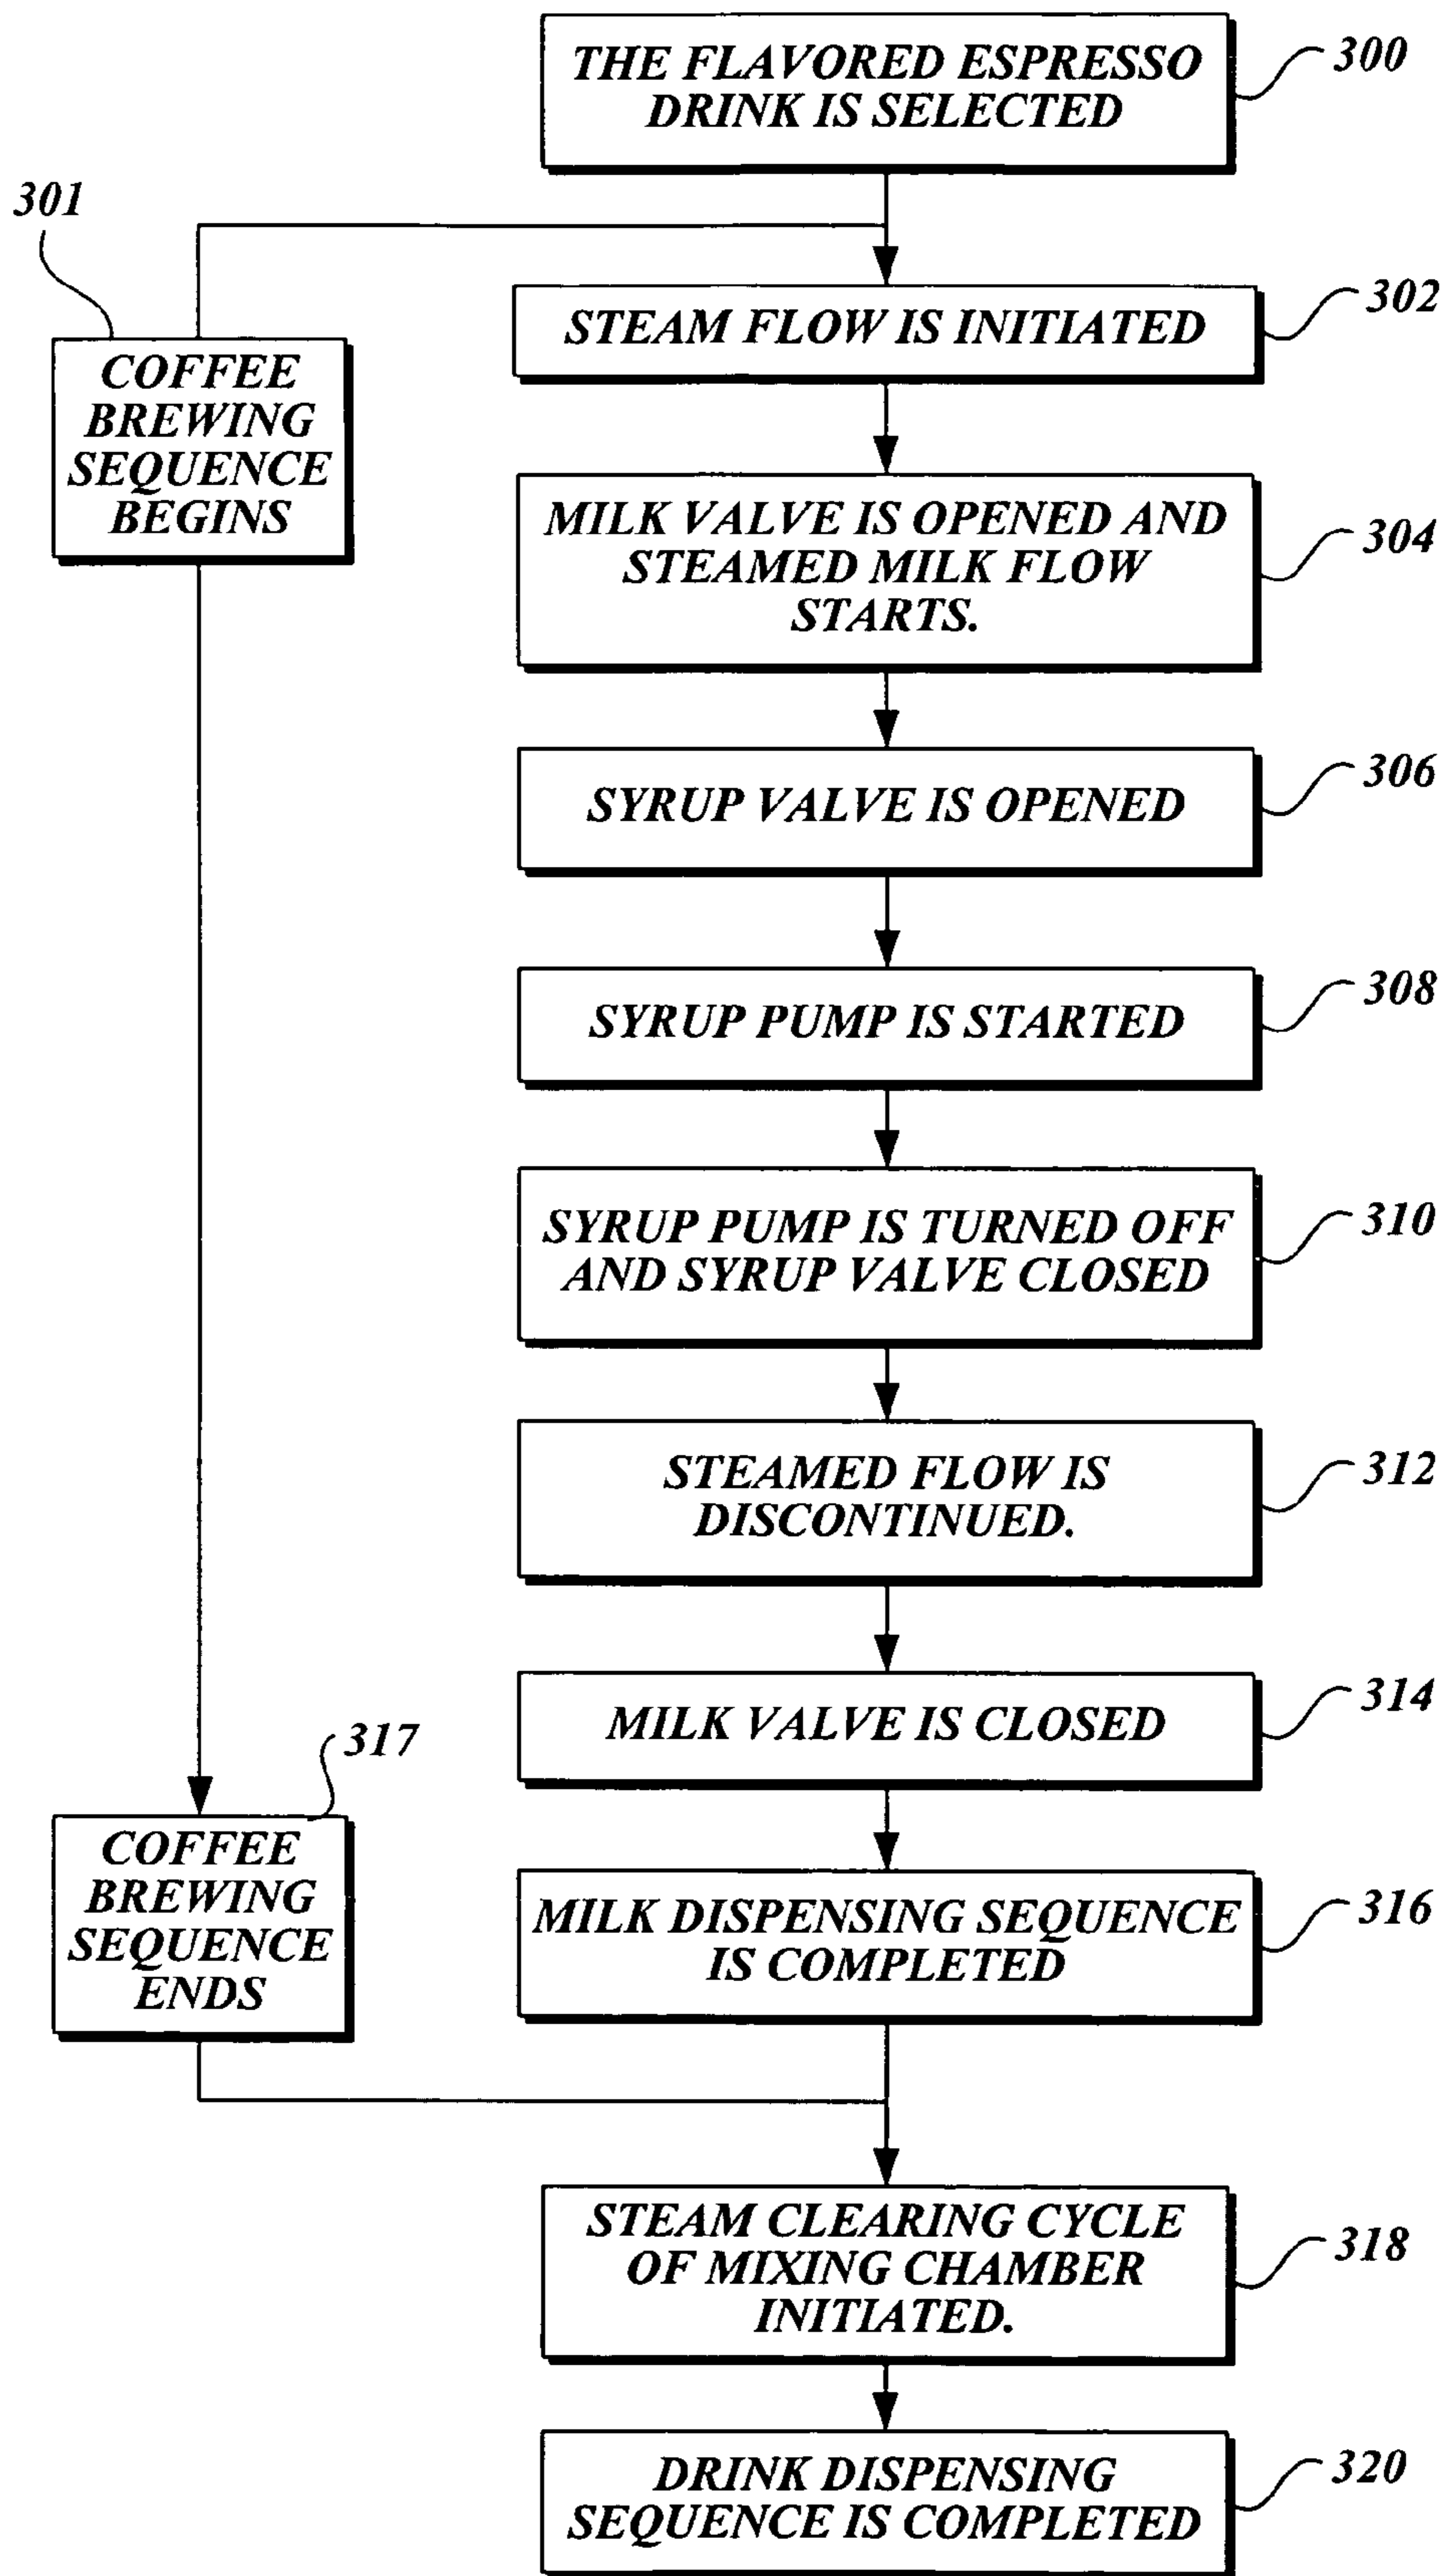 THE FLAVORED ESPRESSO
DRINK IS SELECTED
300
301
COFFEE
BREWING
SEQUENCE
BEGINS
STEAM FLOW IS INITIATED
302
MILK VALVE IS OPENED AND
STEAMED MILK FLOW
STARTS.
304
SYRUP VALVE IS OPENED
306
SYRUP PUMP IS STARTED
308
SYRUP PUMP IS TURNED OFF
AND SYRUP VALVE CLOSED
310
STEAMED FLOW IS
DISCONTINUED.
312
MILK VALVE IS CLOSED
314
317
COFFEE
BREWING
SEQUENCE
ENDS
MILK DISPENSING SEQUENCE
IS COMPLETED
316
STEAM CLEARING CYCLE
OF MIXING CHAMBER
INITIATED.
318
DRINK DISPENSING
SEQUENCE IS COMPLETED
320